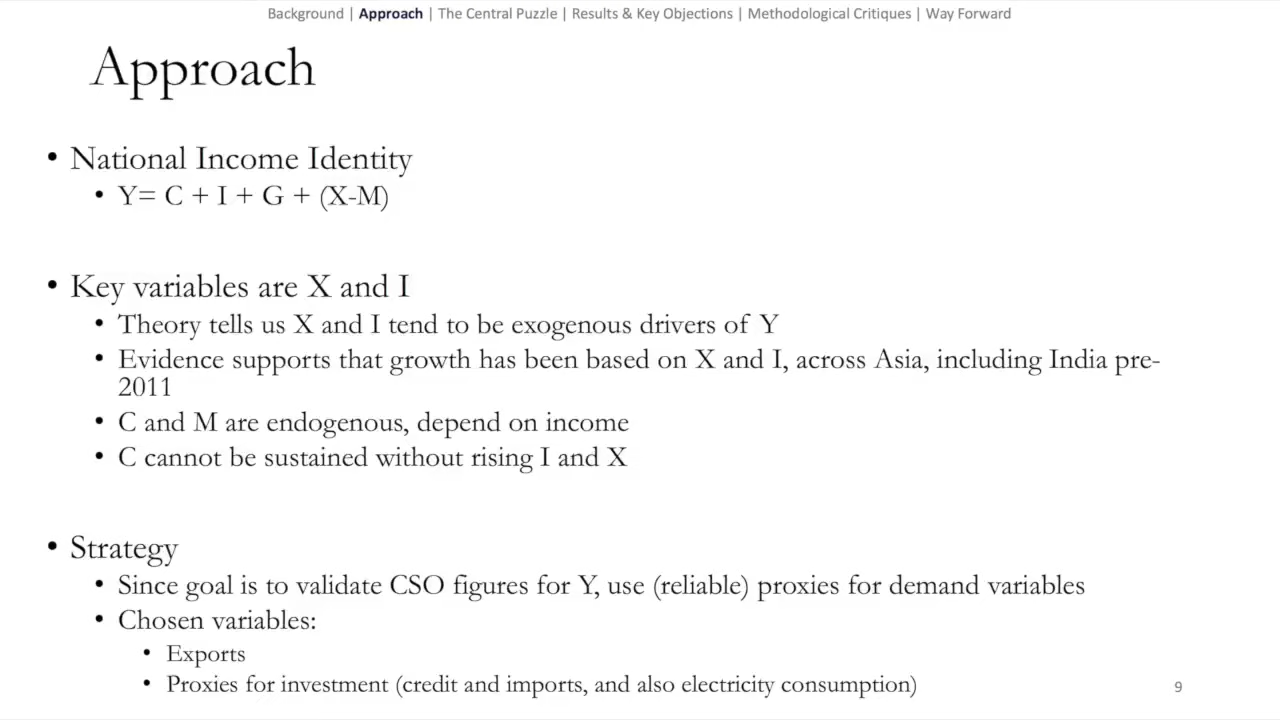 Background | Approach | The Central Puzzle | Results & Key Objections | Methodological Critiques | Way Forward
Approach
• National Income Identity
• Y= C + I + G + (X-M)
• Key variables are X and I
• Theory tells us X and I tend to be exogenous drivers of Y
• Evidence supports that growth has been based on X and I, across Asia, including India pre-
2011
• C and M are endogenous, depend on income
• C cannot be sustained without rising I and X
• Strategy
• Since goal is to validate CSO figures for Y, use (reliable) proxies for demand variables
• Chosen variables:
• Exports
• Proxies for investment (credit and imports, and also electricity consumption)
9